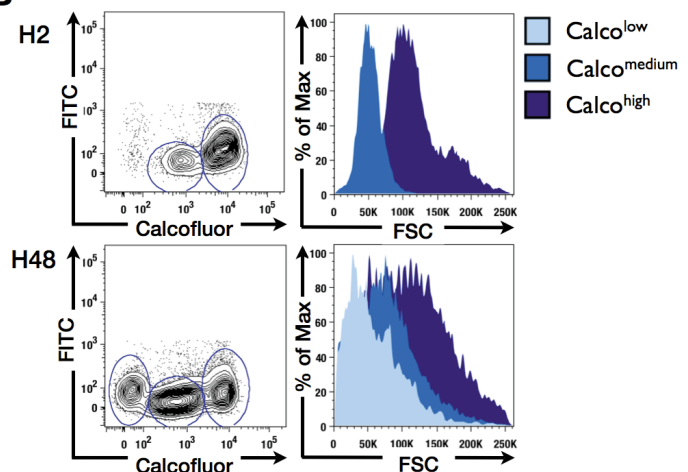 H2
FITC
10^5
10^4
10^3
10^2
0
0 10^2 10^3 10^4 10^5
Calcofluor
% of Max
100
80
60
40
20
0
0 50K 100K 150K 200K 250K
FSC
Calco^low
Calco^medium
Calco^high
H48
FITC
10^5
10^4
10^3
10^2
0
0 10^2 10^3 10^4 10^5
Calcofluor
% of Max
100
80
60
40
20
0
0 50K 100K 150K 200K 250K
FSC